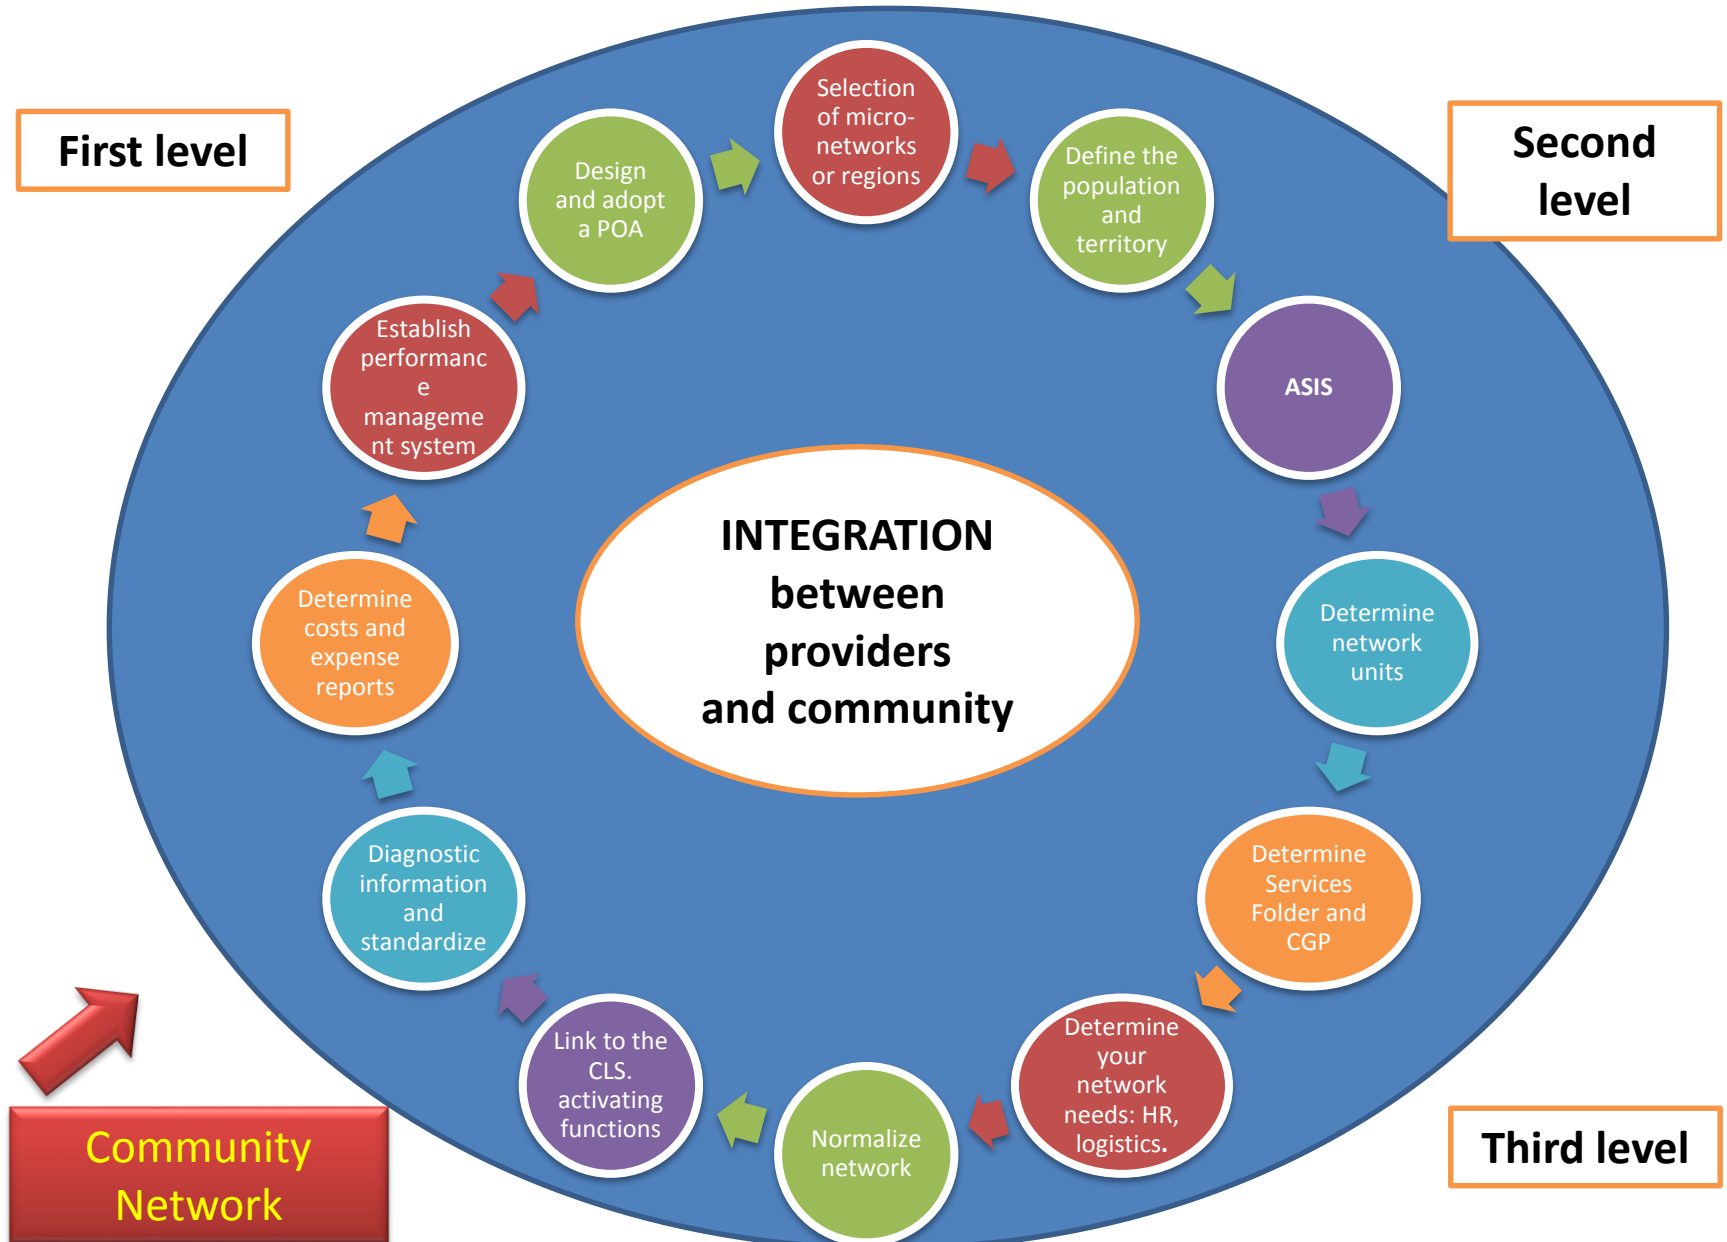 First level
Second
level
Selection
of micro-
networks
or regions
Define the
population
and
territory
ASIS
Determine
network
units
Determine
Services
Folder and
CGP
Determine
your
network
needs: HR,
logistics.
Normalize
network
Link to the
CLS.
activating
functions
Diagnostic
information
and
standardize
Determine
costs and
expense
reports
Establish
performanc
e
manageme
nt system
Design
and adopt
a POA
INTEGRATION
between
providers
and community
Community
Network
Third level